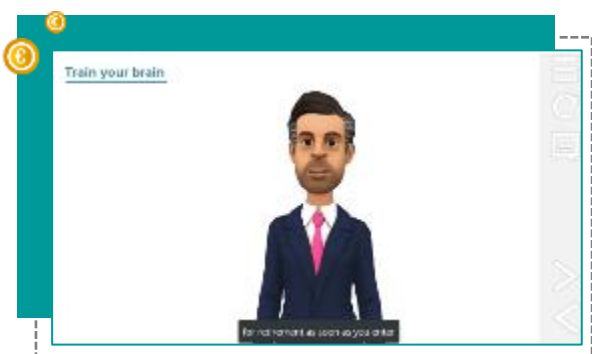 €
€
Train your brain
for retirement as soon as you enter